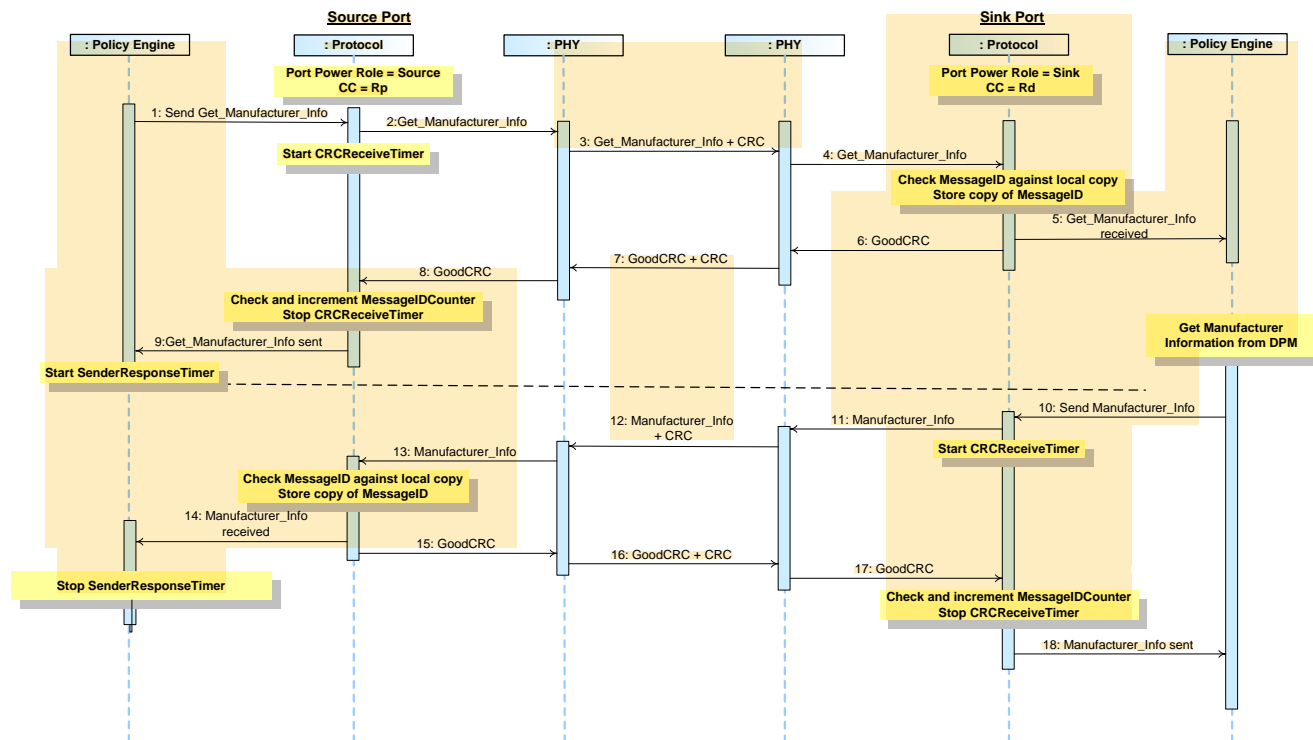 Source Port
Sink Port
: Policy Engine
: Protocol
: PHY
: PHY
: Protocol
: Policy Engine
Port Power Role = Source
CC = Rp
Port Power Role = Sink
CC = Rd
1: Send Get_Manufacturer_Info
2:Get_Manufacturer_Info
Start CRCReceiveTimer
3: Get_Manufacturer_Info + CRC
4: Get_Manufacturer_Info
Check MessageID against local copy
Store copy of MessageID
5: Get_Manufacturer_Info
received
6: GoodCRC
7: GoodCRC + CRC
8: GoodCRC
Check and increment MessageIDCounter
Stop CRCReceiveTimer
9:Get_Manufacturer_Info sent
Start SenderResponseTimer
Get Manufacturer
Information from DPM
10: Send Manufacturer_Info
11: Manufacturer_Info
Start CRCReceiveTimer
12: Manufacturer_Info
+ CRC
13: Manufacturer_Info
Check MessageID against local copy
Store copy of MessageID
14: Manufacturer_Info
received
15: GoodCRC
16: GoodCRC + CRC
17: GoodCRC
Stop SenderResponseTimer
Check and increment MessageIDCounter
Stop CRCReceiveTimer
18: Manufacturer_Info sent